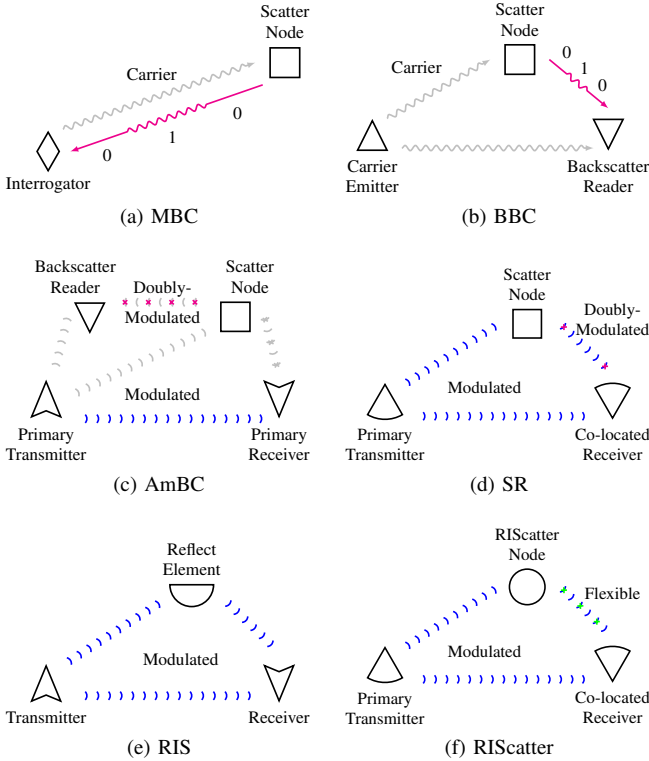 Scatter
Node
Carrier
0
1
0
Interrogator
(a) MBC
Scatter
Node
0
1
0
Carrier
Carrier
Emitter
Backscatter
Reader
(b) BBC
Backscatter
Reader
Doubly-
Modulated
Scatter
Node
Modulated
Primary
Transmitter
Primary
Receiver
(c) AmBC
Scatter
Node
Doubly-
Modulated
Modulated
Primary
Transmitter
Co-located
Receiver
(d) SR
Reflect
Element
Modulated
Transmitter
Receiver
(e) RIS
RIScatter
Node
Flexible
Modulated
Primary
Transmitter
Co-located
Receiver
(f) RIScatter